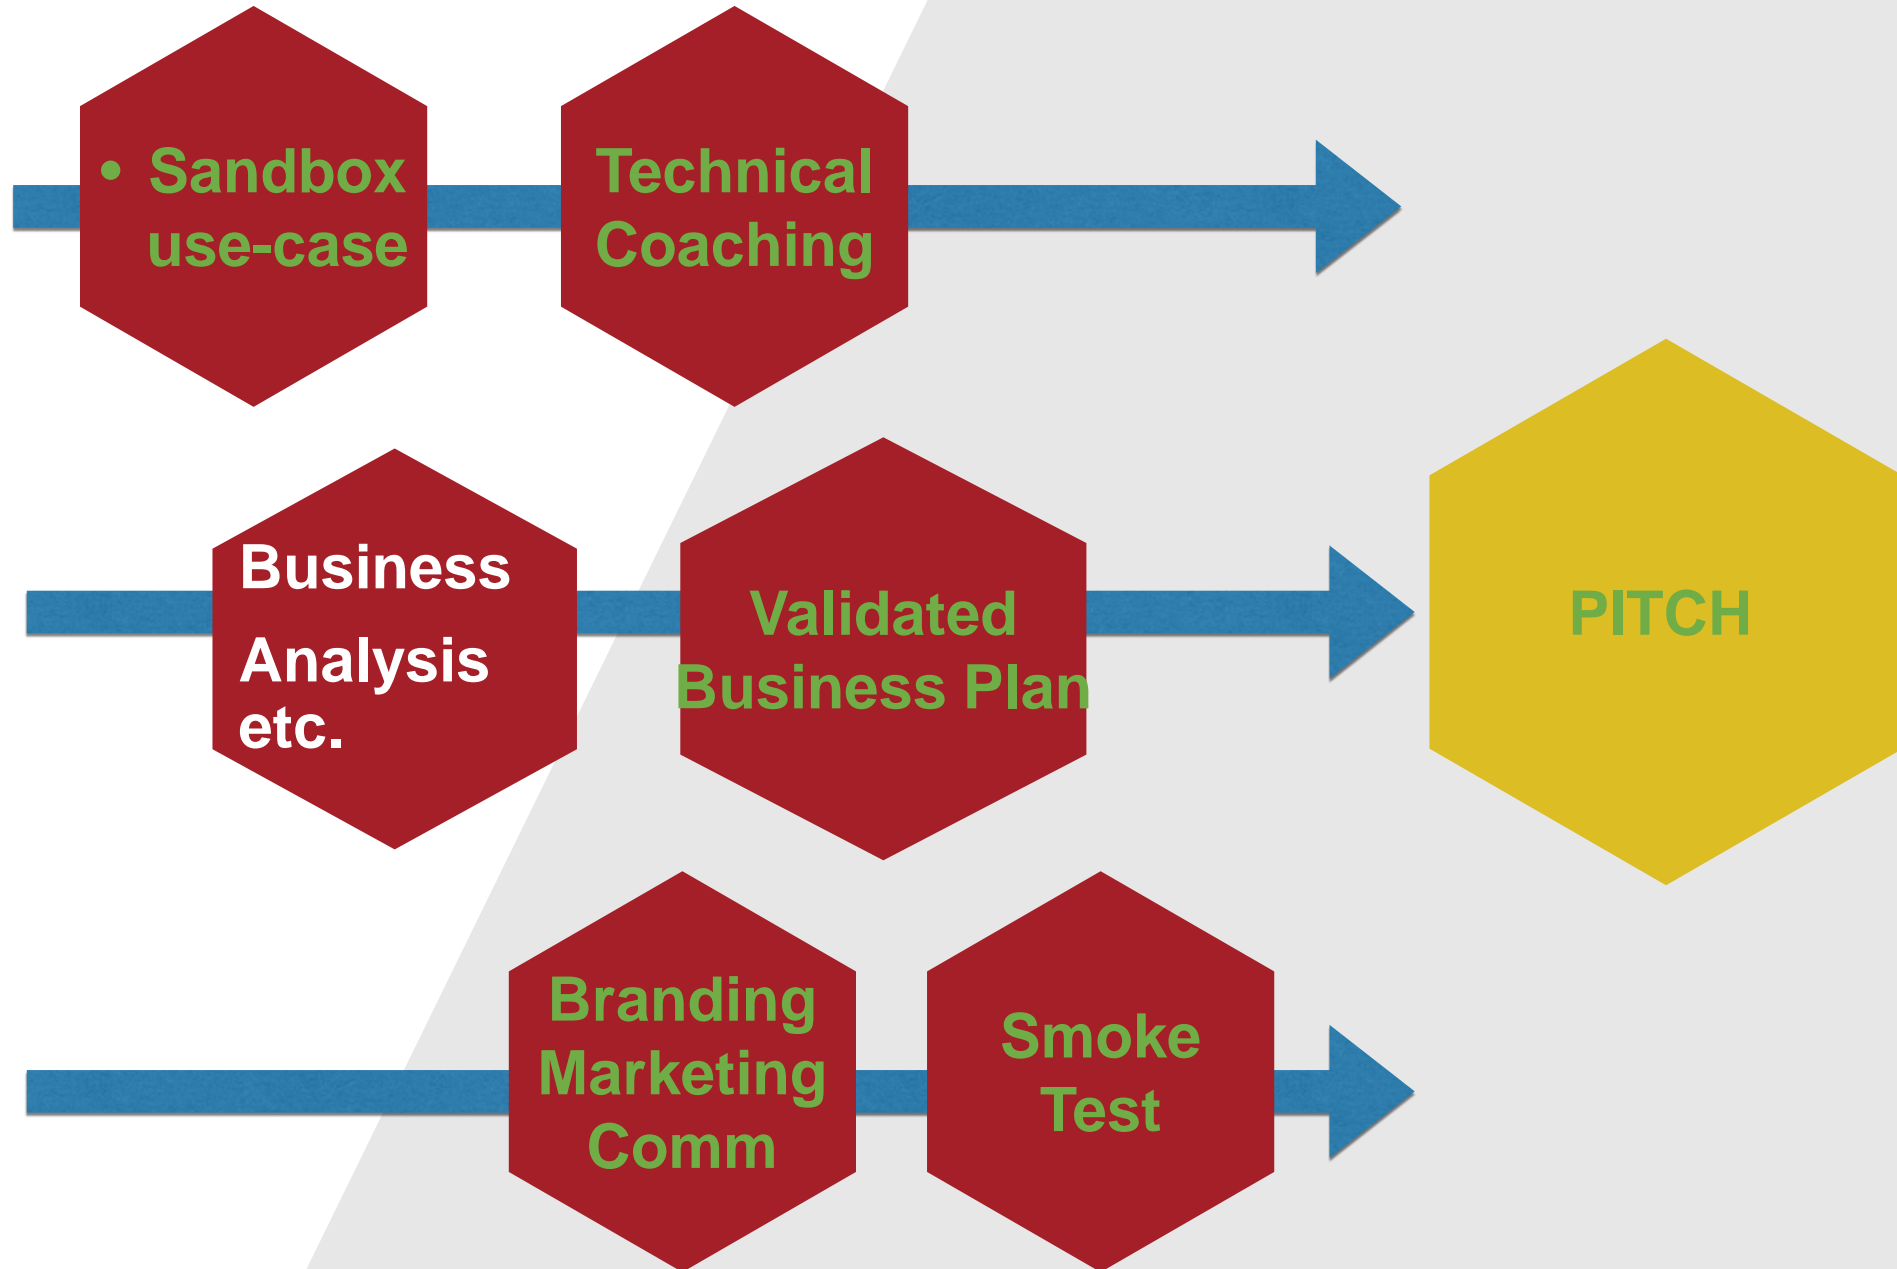 • Sandbox
use-case
Technical
Coaching
Business
Analysis
etc.
Validated
Business Plan
PITCH
Branding
Marketing
Comm
Smoke
Test